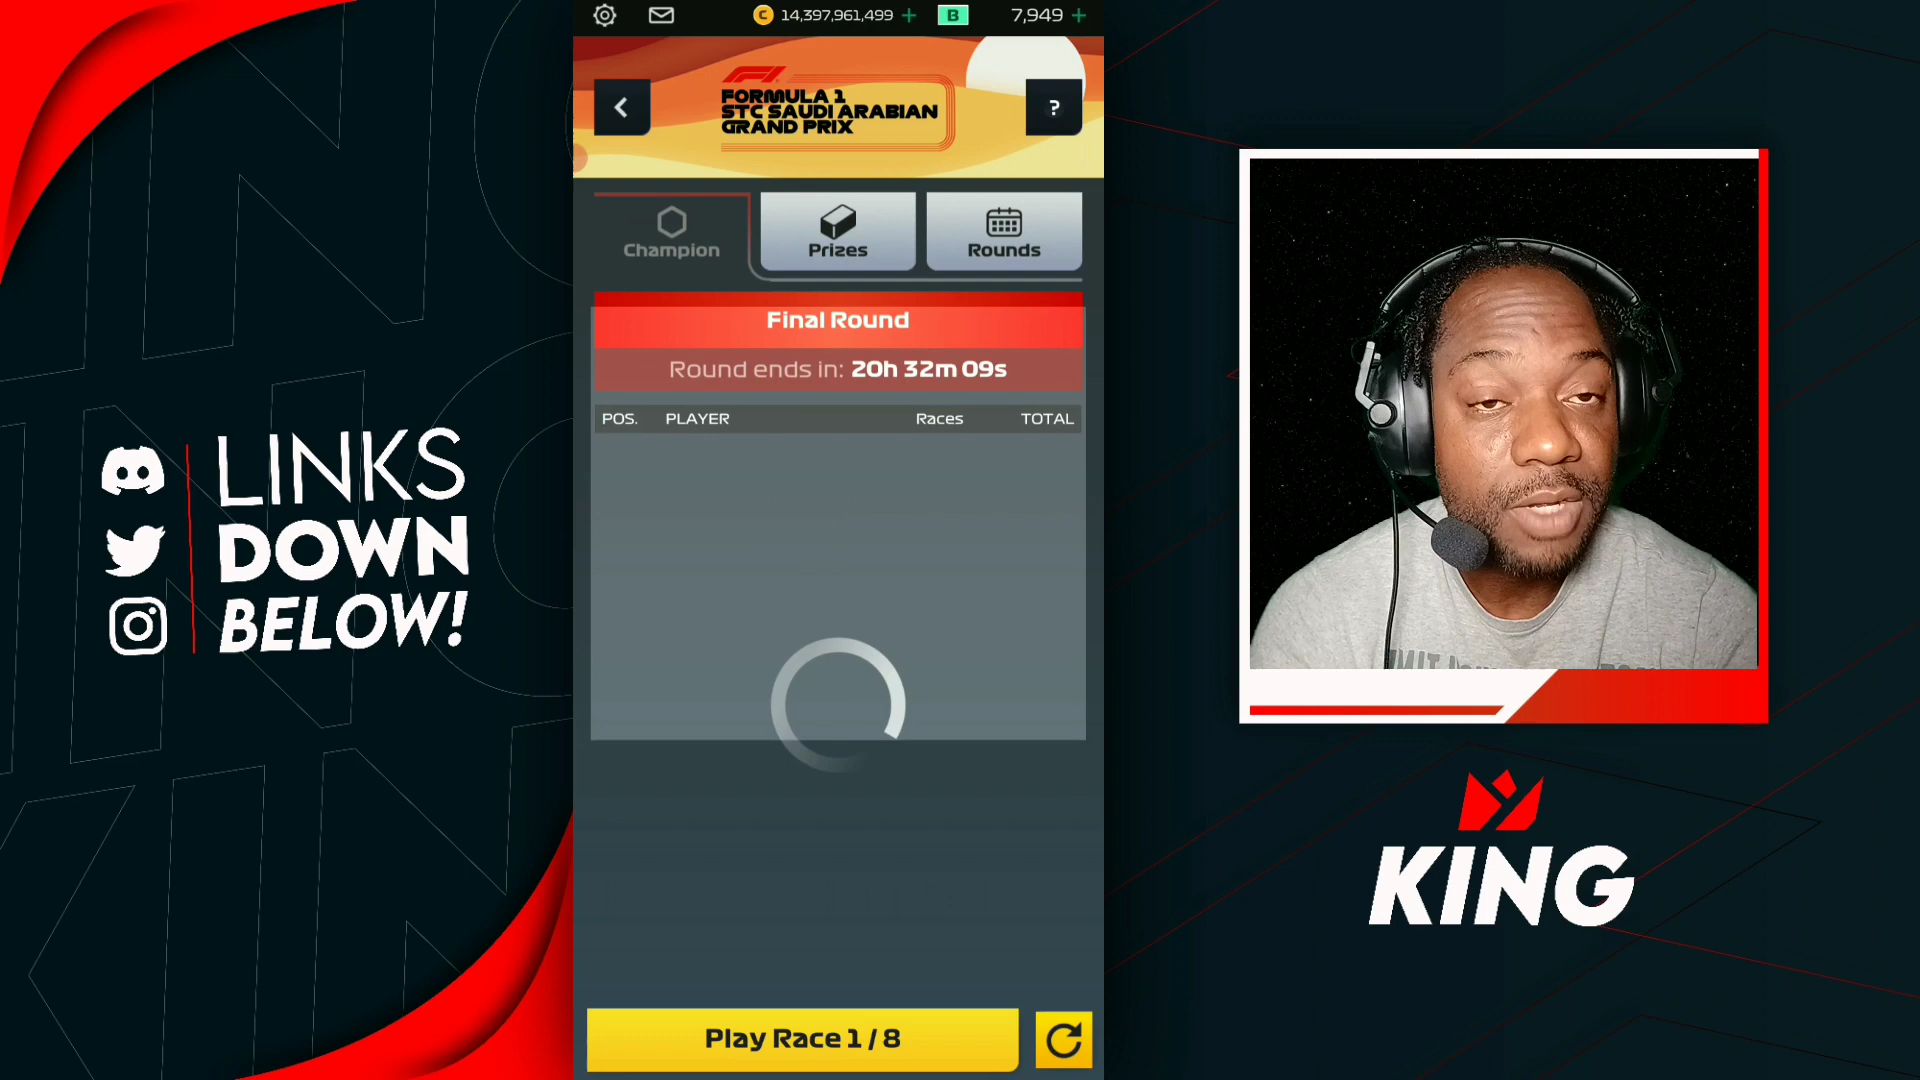 LINKS
DOWN
BELOW!
C 14,397,961,499 + B 7,949 +
FORMULA 1
STC SAUDI ARABIAN
GRAND PRIX
?
Champion
Prizes
Rounds
Final Round
Round ends in: 20h 32m 09s
POS. PLAYER Races TOTAL
Play Race 1 / 8
KING